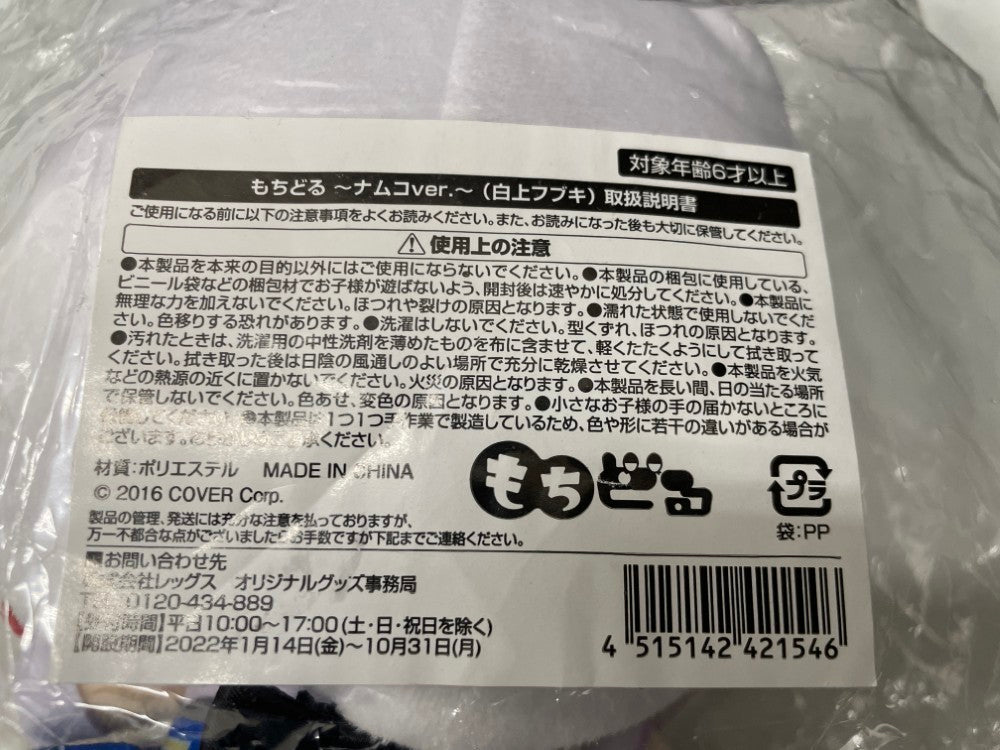 対象年齢6才以上
もちどる ～ナムコver.～（白上フブキ）取扱説明書
ご使用になる前に以下の注意事項をよくお読みください。また、お読みになった後も大切に保管してください。
⚠使用上の注意
●本製品を本来の目的以外にはご使用にならないでください。●本製品の梱包に使用している、
ビニール袋などの梱包材でお子様が遊ばないよう、開封後は速やかに処分してください。●本製品に
無理な力を加えないでください。ほつれや裂けの原因となります。●濡れた状態で使用しないでくだ
さい。色移りする恐れがあります。●洗濯はしないでください。型くずれ、ほつれの原因となります。
●汚れたときは、洗濯用の中性洗剤を薄めたものを布に含ませて、軽くたたくようにして拭き取って
ください。拭き取った後は日陰の風通しのよい場所で充分に乾燥させてください。●本製品を火気
などの熱源の近くに置かないでください。火災の原因となります。●本製品を長い間、日の当たる場所
で保管しないでください。色あせ、変色の原因となります。●小さなお子様の手の届かないところに
してください ●本製品は1つ1つ手作業で製造しているため、色や形に若干の違いがある場合が
ございます。 承ください。
材質:ポリエステル MADE IN CHINA
© 2016 COVER Corp.
もちどる
プラ
袋:PP
製品の管理、発送には充分な注意を払っておりますが、
万一不都合な点がございましたらお手数ですが下記までご連絡ください。
お問い合わせ先
式会社レッグス オリジナルグッズ事務局
0120-434-889
時間】平日10:00～17:00(土・日・祝日を除く)
【開設期間】2022年1月14日(金)～10月31日(月)
4 515142 421546